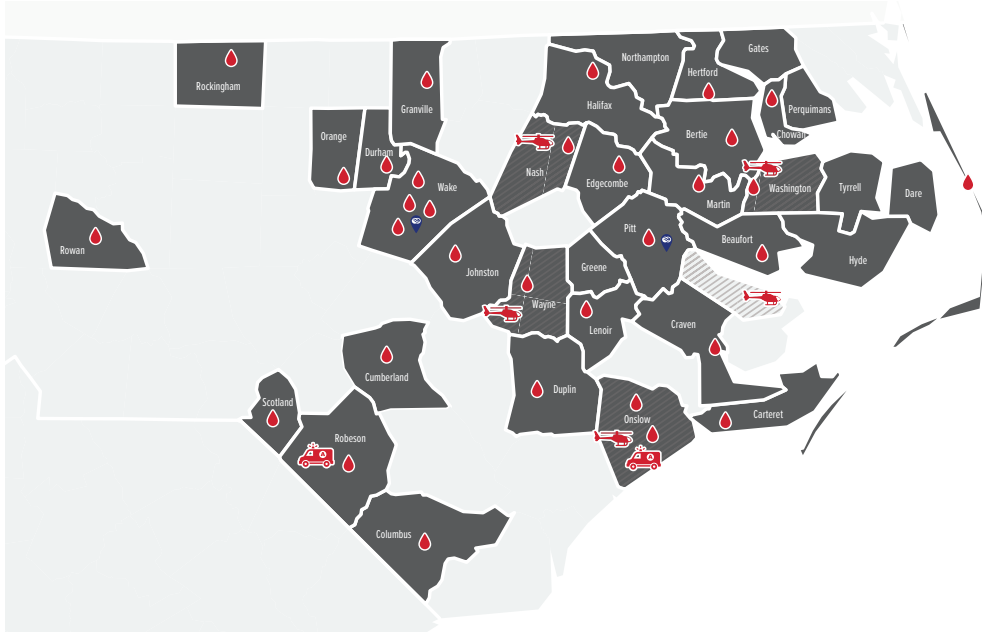 Gates
Northampton
Hertford
Rockingham
Halifax
Granville
Perquimans
Chowan
Bertie
Orange
Durham
Nash
Edgecombe
Wake
Washington
Tyrrell
Dare
Martin
Pitt
Beaufort
Rowan
Hyde
Johnston
Greene
Wayne
Craven
Lenoir
Cumberland
Duplin
Scotland
Carteret
Onslow
Robeson
Columbus